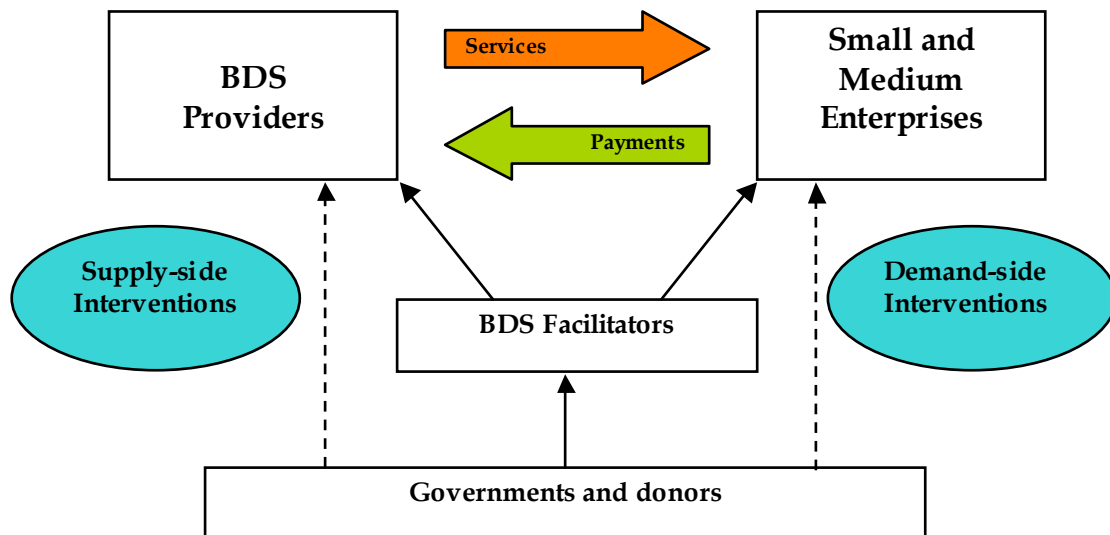 BDS
Providers
Services
Payments
Small and
Medium
Enterprises
Supply-side
Interventions
BDS Facilitators
Demand-side
Interventions
Governments and donors